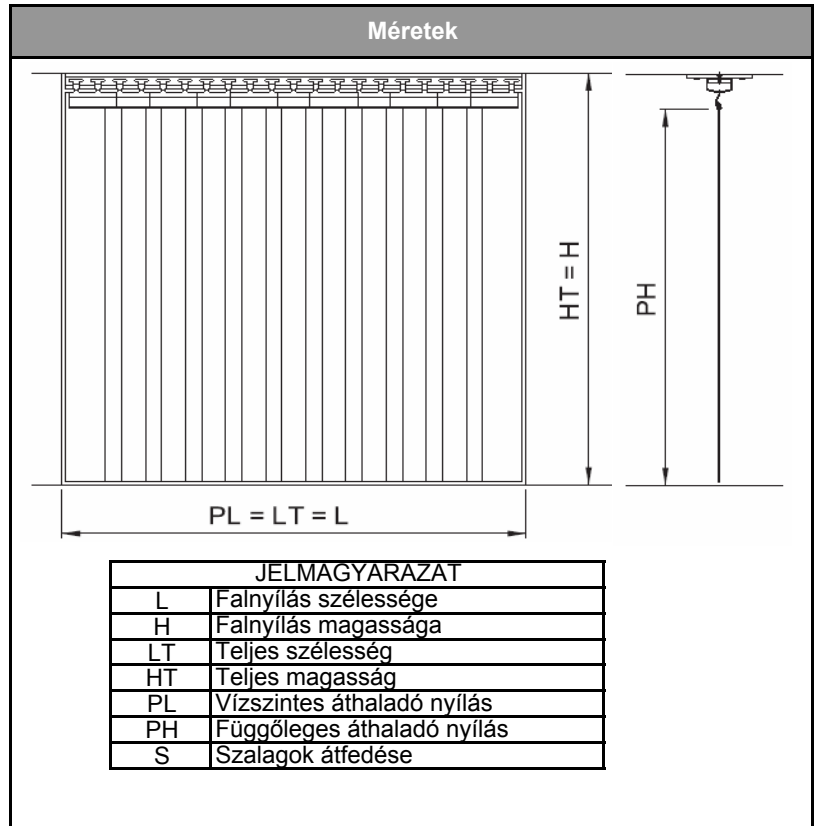 Méretek
HT = H
PH
PL = LT = L
JELMAGYARAZAT
L Falnyílás szélessége
H Falnyílás magassága
LT Teljes szélesség
HT Teljes magasság
PL Vízszintes áthaladó nyílás
PH Függőleges áthaladó nyílás
S Szalagok átfedése